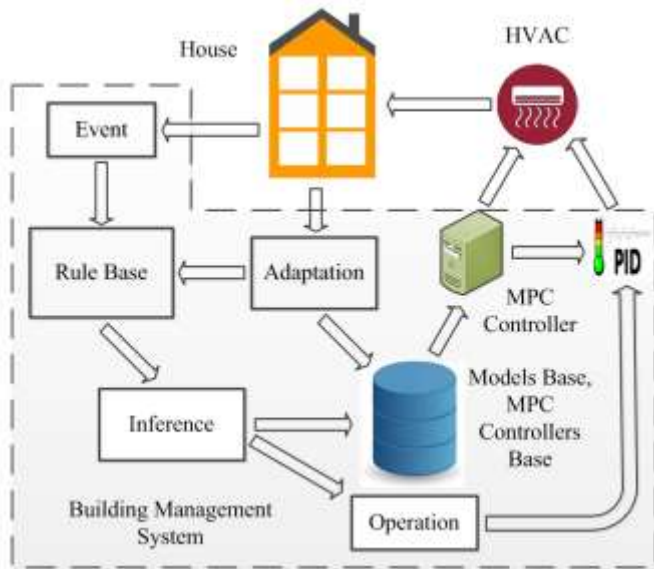 House
HVAC
Event
Rule Base
Adaptation
PID
MPC
Controller
Inference
Models Base,
MPC
Controllers
Base
Building Management
System
Operation